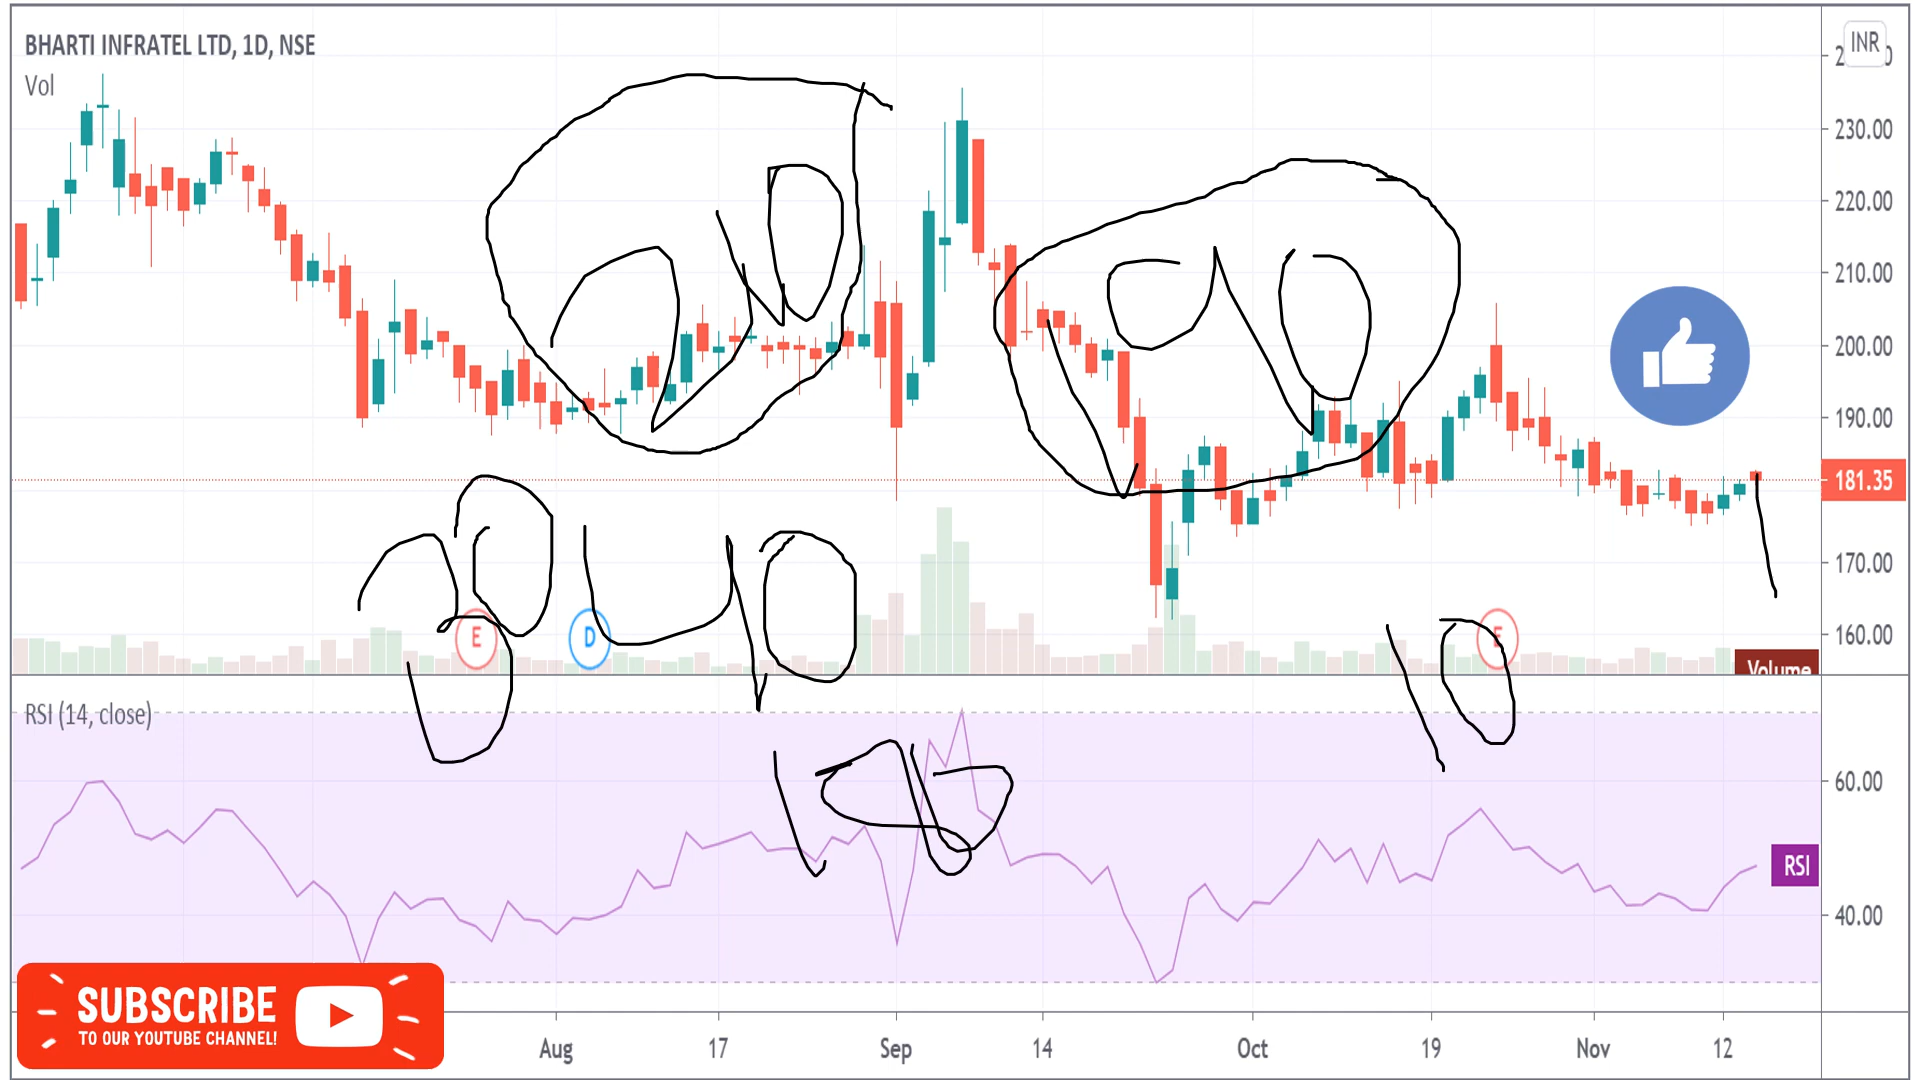 BHARTI INFRATEL LTD, 1D, NSE
INR
Vol
230.00
220.00
210.00
200.00
190.00
181.35
170.00
160.00
E
D
E
Volume
RSI (14, close)
60.00
RSI
40.00
SUBSCRIBE
TO OUR YOUTUBE CHANNEL!
Aug 17 Sep 14 Oct 19 Nov 12